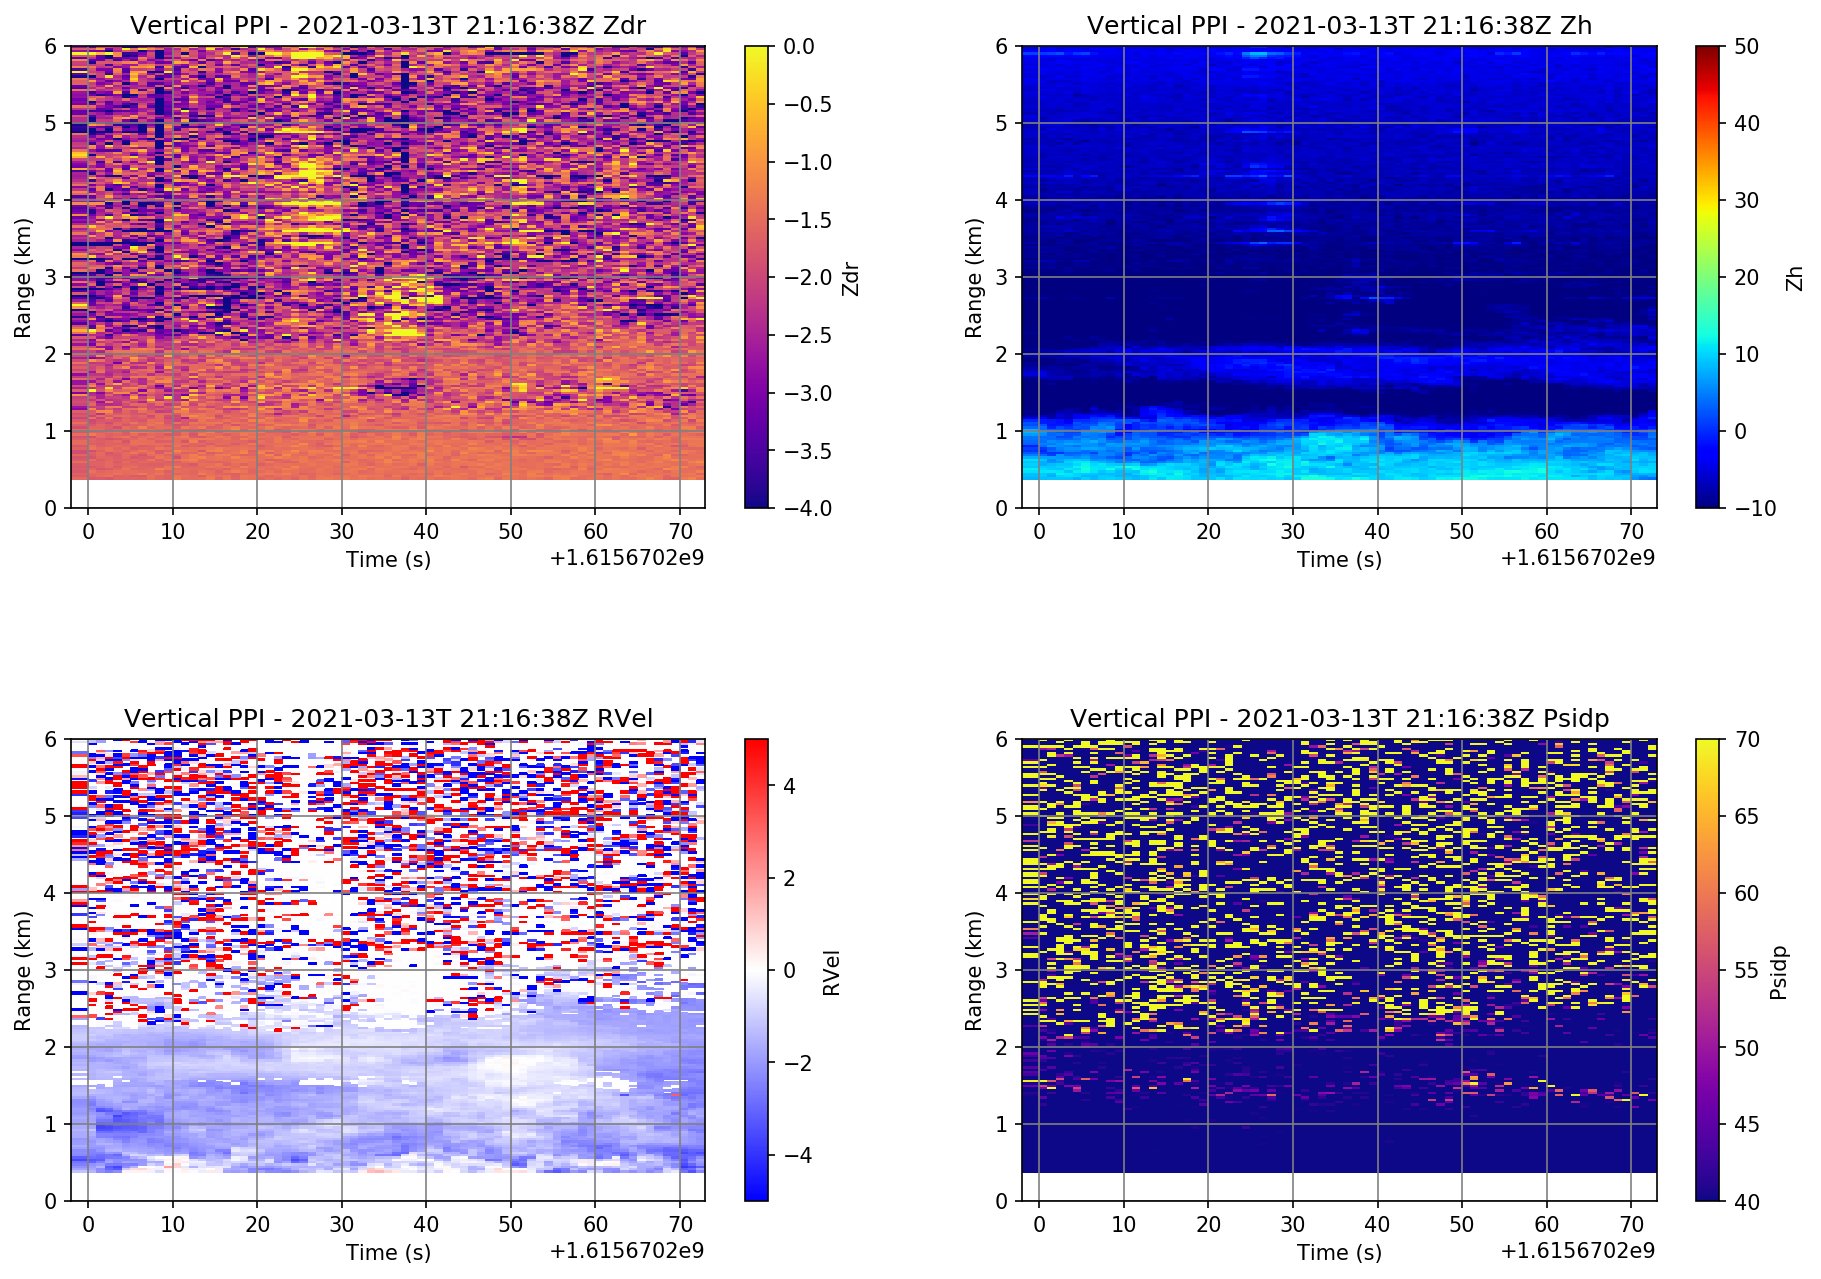 Vertical PPI - 2021-03-13T 21:16:38Z Zdr
6
5
4
3
2
1
0
Range (km)
0 10 20 30 40 50 60 70
Time (s)
+1.6156702e9
0.0
−0.5
−1.0
−1.5
−2.0
−2.5
−3.0
−3.5
−4.0
Zdr
Vertical PPI - 2021-03-13T 21:16:38Z Zh
6
5
4
3
2
1
0
Range (km)
0 10 20 30 40 50 60 70
Time (s)
+1.6156702e9
50
40
30
20
10
0
−10
Zh
Vertical PPI - 2021-03-13T 21:16:38Z RVel
6
5
4
3
2
1
0
Range (km)
0 10 20 30 40 50 60 70
Time (s)
+1.6156702e9
4
2
0
−2
−4
RVel
Vertical PPI - 2021-03-13T 21:16:38Z Psidp
6
5
4
3
2
1
0
Range (km)
0 10 20 30 40 50 60 70
Time (s)
+1.6156702e9
70
65
60
55
50
45
40
Psidp